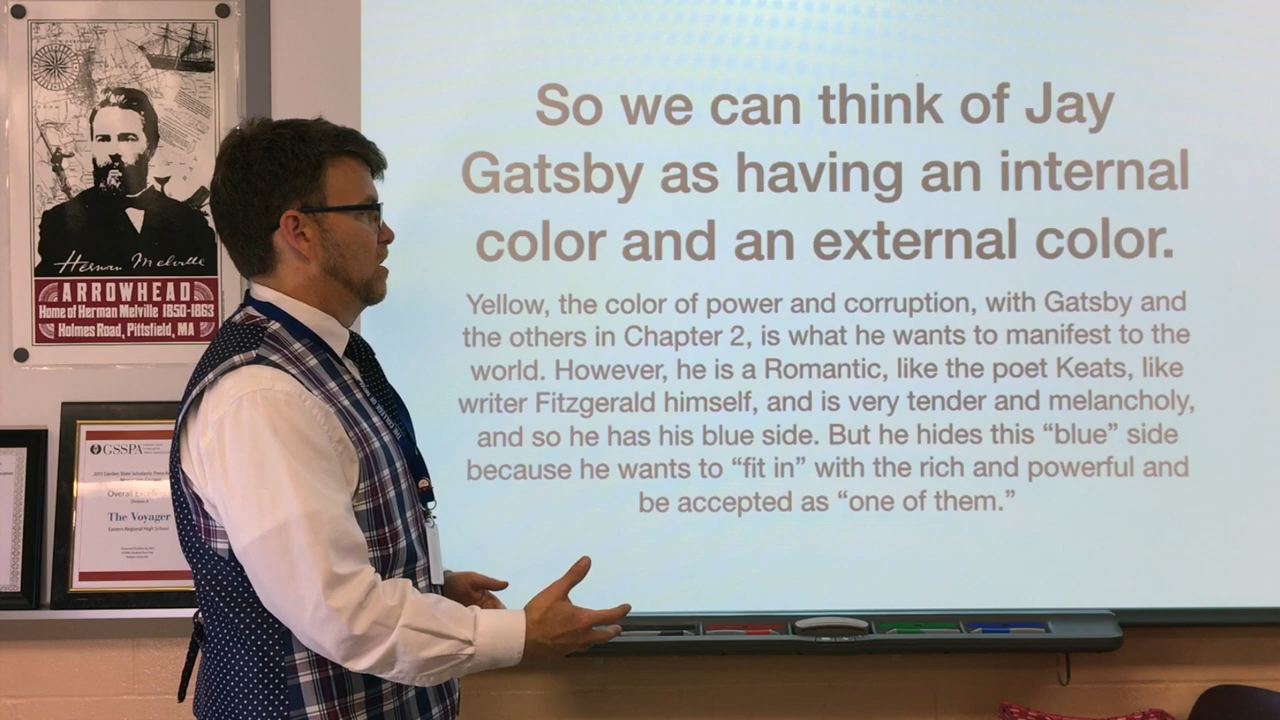 So we can think of Jay
Gatsby as having an internal
color and an external color.
Yellow, the color of power and corruption, with Gatsby and
the others in Chapter 2, is what he wants to manifest to the
world. However, he is a Romantic, like the poet Keats, like
writer Fitzgerald himself, and is very tender and melancholy,
and so he has his blue side. But he hides this “blue” side
because he wants to “fit in” with the rich and powerful and
be accepted as “one of them.”
Herman Melville
ARROWHEAD
Home of Herman Melville 1850-1863
Holmes Road, Pittsfield, MA
GSSPA
Overall
The Voyager
Eastern Regional High School